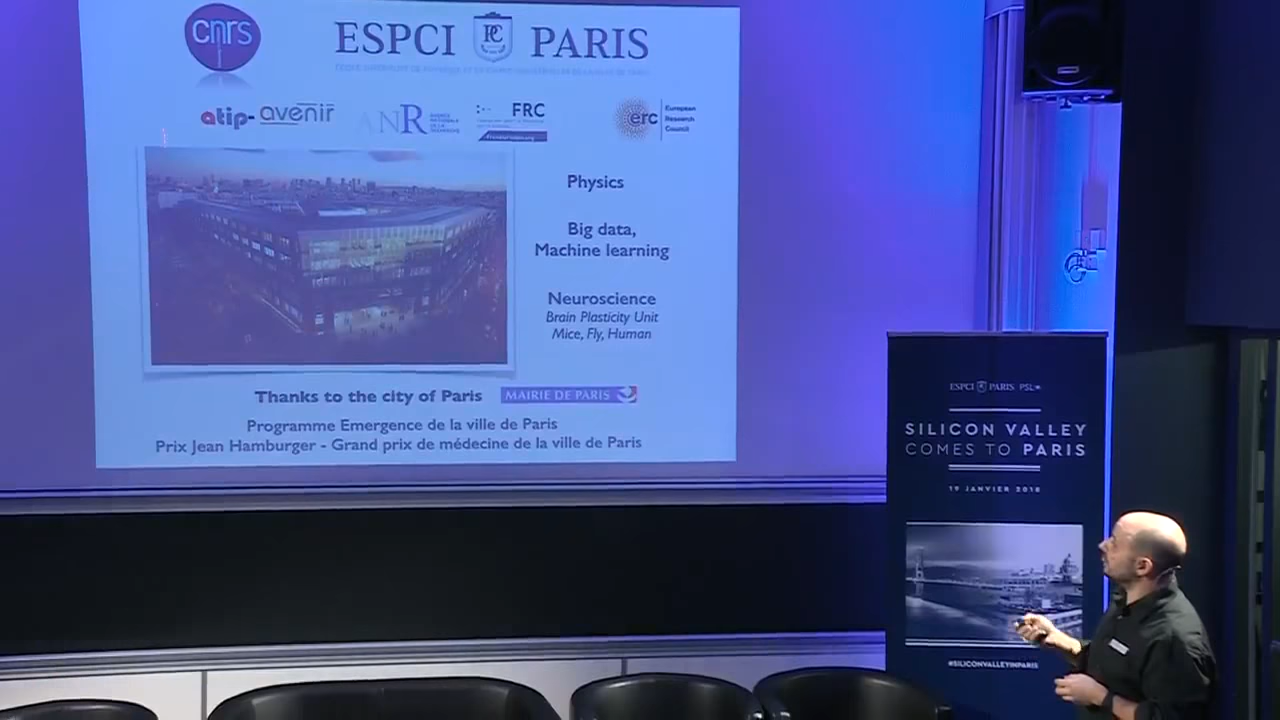 cnrs
ESPCI PC PARIS
atip-avenir
ANR
FRC
erc
European
Research
Council
Physics
Big data,
Machine learning
Neuroscience
Brain Plasticity Unit
Mice, Fly, Human
Thanks to the city of Paris
MAIRIE DE PARIS
Programme Emergence de la ville de Paris
Prix Jean Hamburger - Grand prix de médecine de la ville de Paris
ESPCI PARIS PSL
SILICON VALLEY
COMES TO PARIS
19 JANVIER 2018
#SILICONVALLEYINPARIS